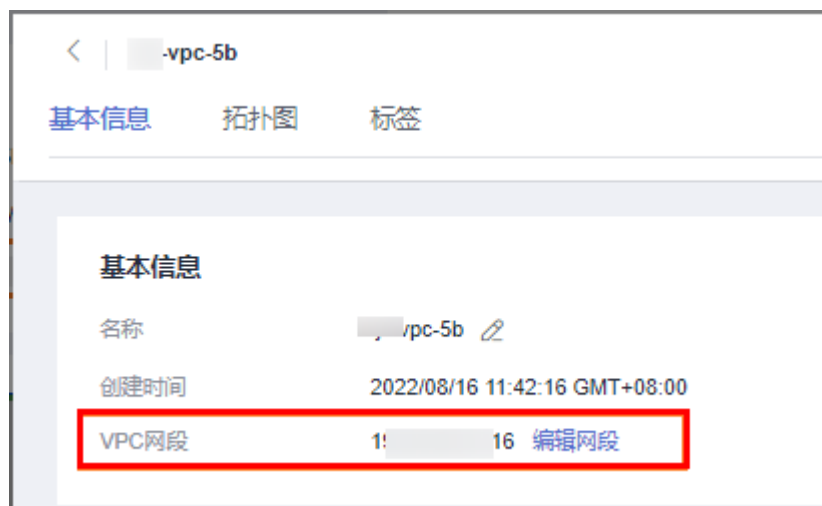 -vpc-5b
基本信息 拓扑图 标签
基本信息
名称 vpc-5b
创建时间 2022/08/16 11:42:16 GMT+08:00
VPC网段 16 编辑网段